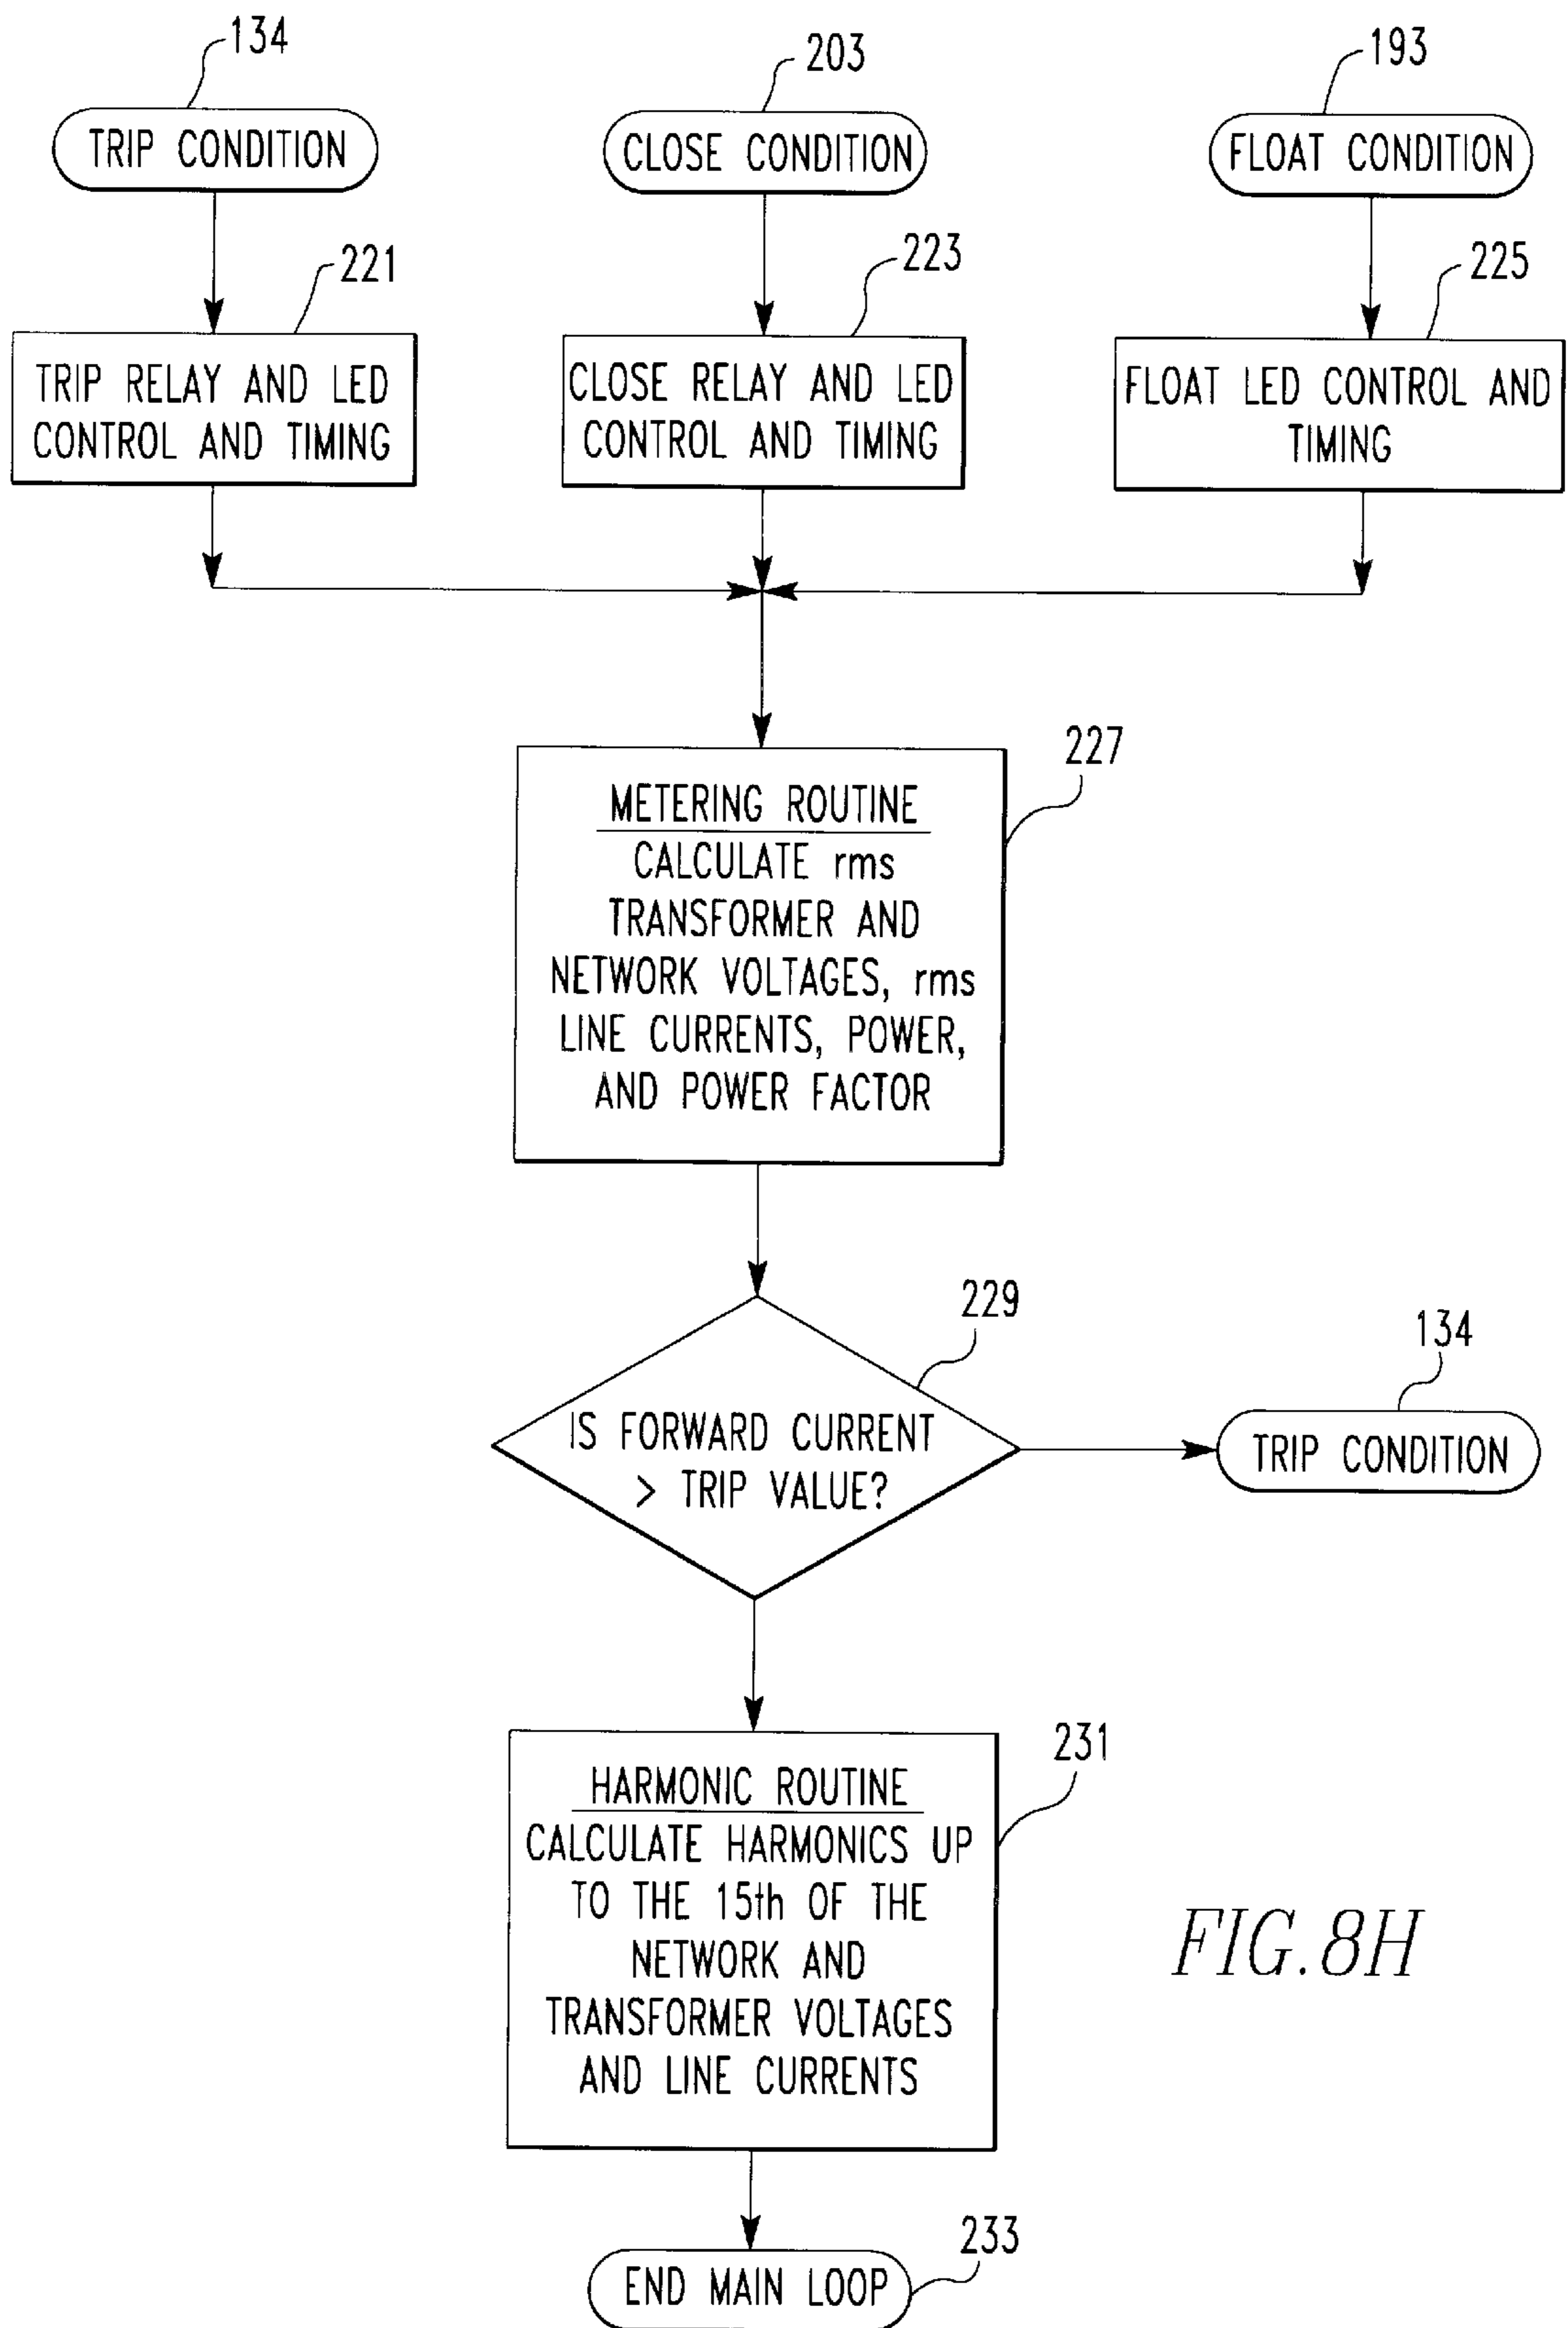 134
203
193
TRIP CONDITION
CLOSE CONDITION
FLOAT CONDITION
221
223
225
TRIP RELAY AND LED
CONTROL AND TIMING
CLOSE RELAY AND LED
CONTROL AND TIMING
FLOAT LED CONTROL AND
TIMING
227
METERING ROUTINE
CALCULATE rms
TRANSFORMER AND
NETWORK VOLTAGES, rms
LINE CURRENTS, POWER,
AND POWER FACTOR
229
IS FORWARD CURRENT
> TRIP VALUE?
134
TRIP CONDITION
231
HARMONIC ROUTINE
CALCULATE HARMONICS UP
TO THE 15th OF THE
NETWORK AND
TRANSFORMER VOLTAGES
AND LINE CURRENTS
FIG.8H
233
END MAIN LOOP